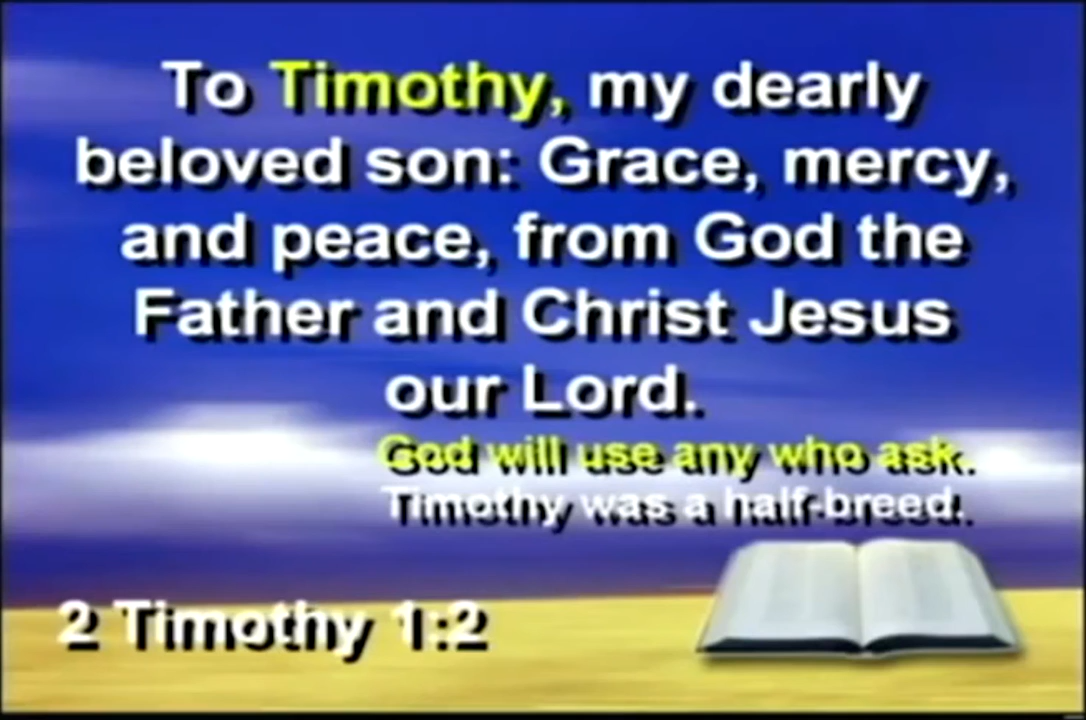 To Timothy, my dearly
beloved son: Grace, mercy,
and peace, from God the
Father and Christ Jesus
our Lord.
God will use any who ask.
Timothy was a half-breed.
2 Timothy 1:2